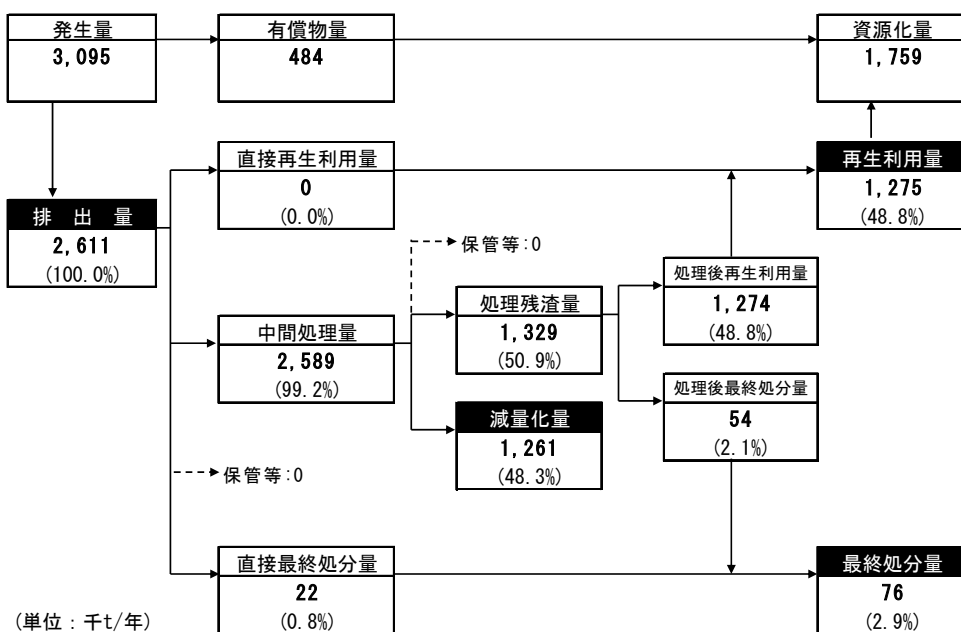 発生量
3,095
有償物量
484
資源化量
1,759
直接再生利用量
0
(0.0%)
再生利用量
1,275
(48.8%)
排 出 量
2,611
(100.0%)
保管等:0
中間処理量
2,589
(99.2%)
処理残渣量
1,329
(50.9%)
処理後再生利用量
1,274
(48.8%)
減量化量
1,261
(48.3%)
処理後最終処分量
54
(2.1%)
保管等:0
直接最終処分量
22
(0.8%)
最終処分量
76
(2.9%)
(単位:千t/年)